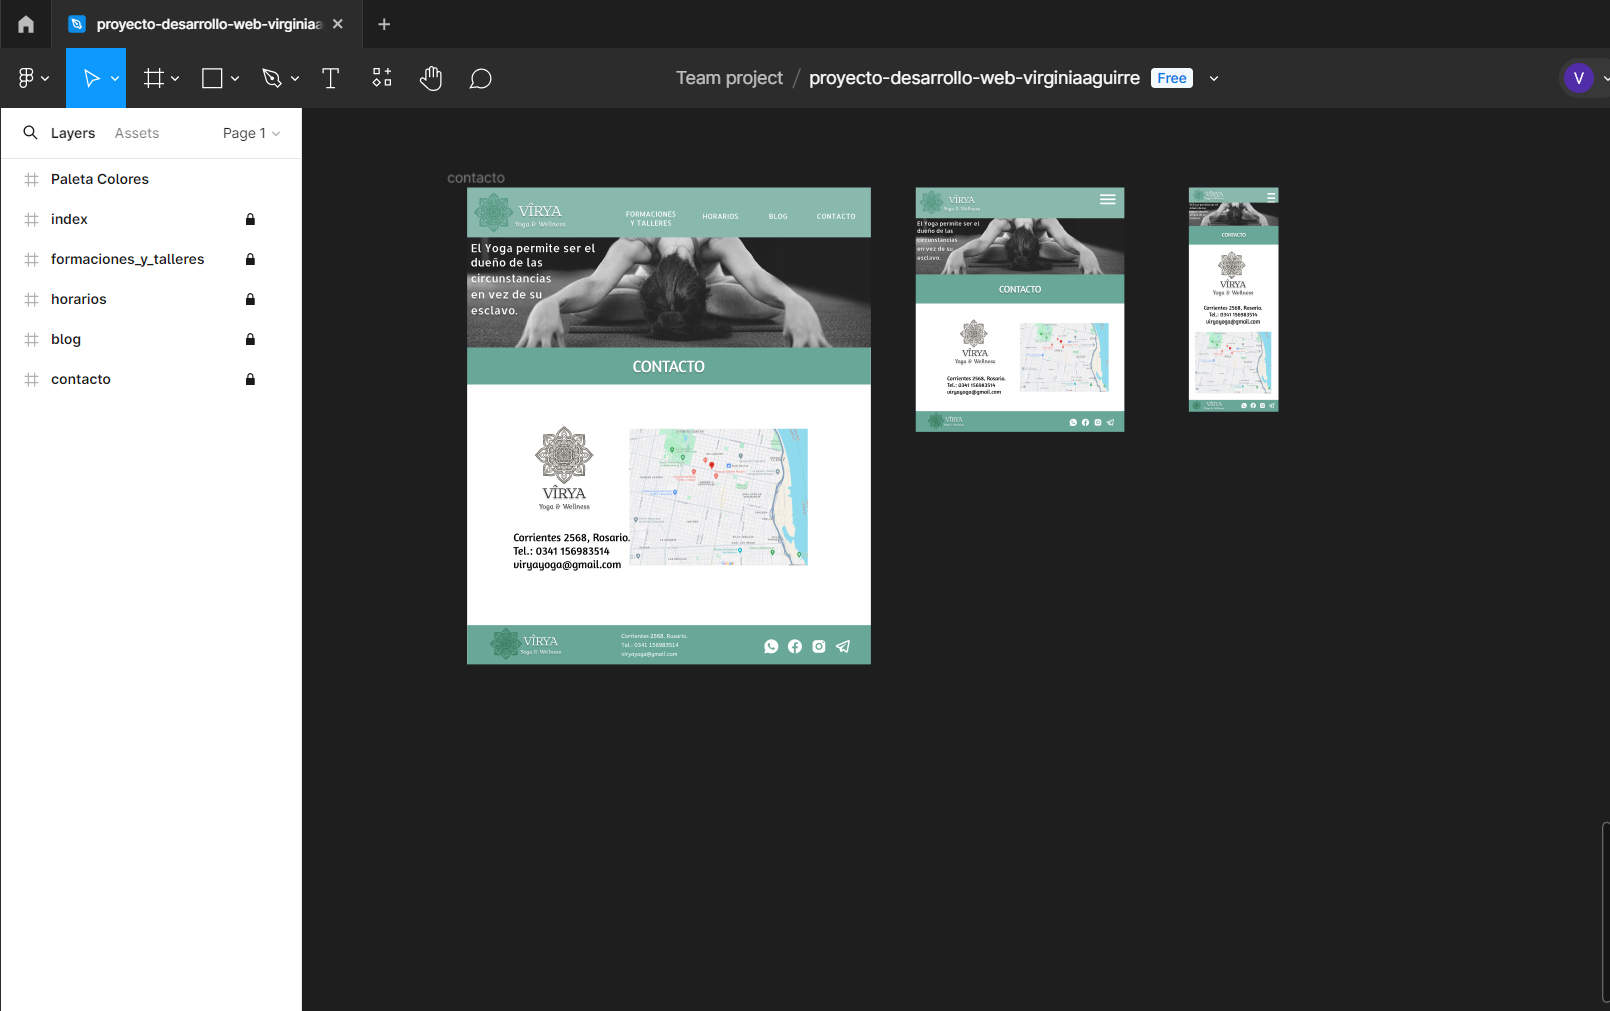 proyecto-desarrollo-web-virginiaa
Team project / proyecto-desarrollo-web-virginiaaguirre Free
V
Layers Assets Page 1
Paleta Colores
index
formaciones_y_talleres
horarios
blog
contacto
contacto
VÎRYA
Yoga & Wellness
FORMACIONES
Y TALLERES
HORARIOS
BLOG
CONTACTO
El Yoga permite ser el
dueño de las
circunstancias
en vez de su
esclavo.
CONTACTO
VÎRYA
Yoga & Wellness
Corrientes 2568, Rosario.
Tel.: 0341 156983514
viryayoga@gmail.com
VÎRYA
Yoga & Wellness
Corrientes 2568, Rosario.
Tel.: 0341 156983514
viryayoga@gmail.com
VÎRYA
Yoga & Wellness
El Yoga permite ser el
dueño de las
circunstancias
en vez de su
esclavo.
CONTACTO
VÎRYA
Yoga & Wellness
Corrientes 2568, Rosario.
Tel.: 0341 156983514
viryayoga@gmail.com
VÎRYA
VÎRYA
CONTACTO
VÎRYA
Yoga & Wellness
Corrientes 2568, Rosario.
Tel.: 0341 156983514
viryayoga@gmail.com
VÎRYA